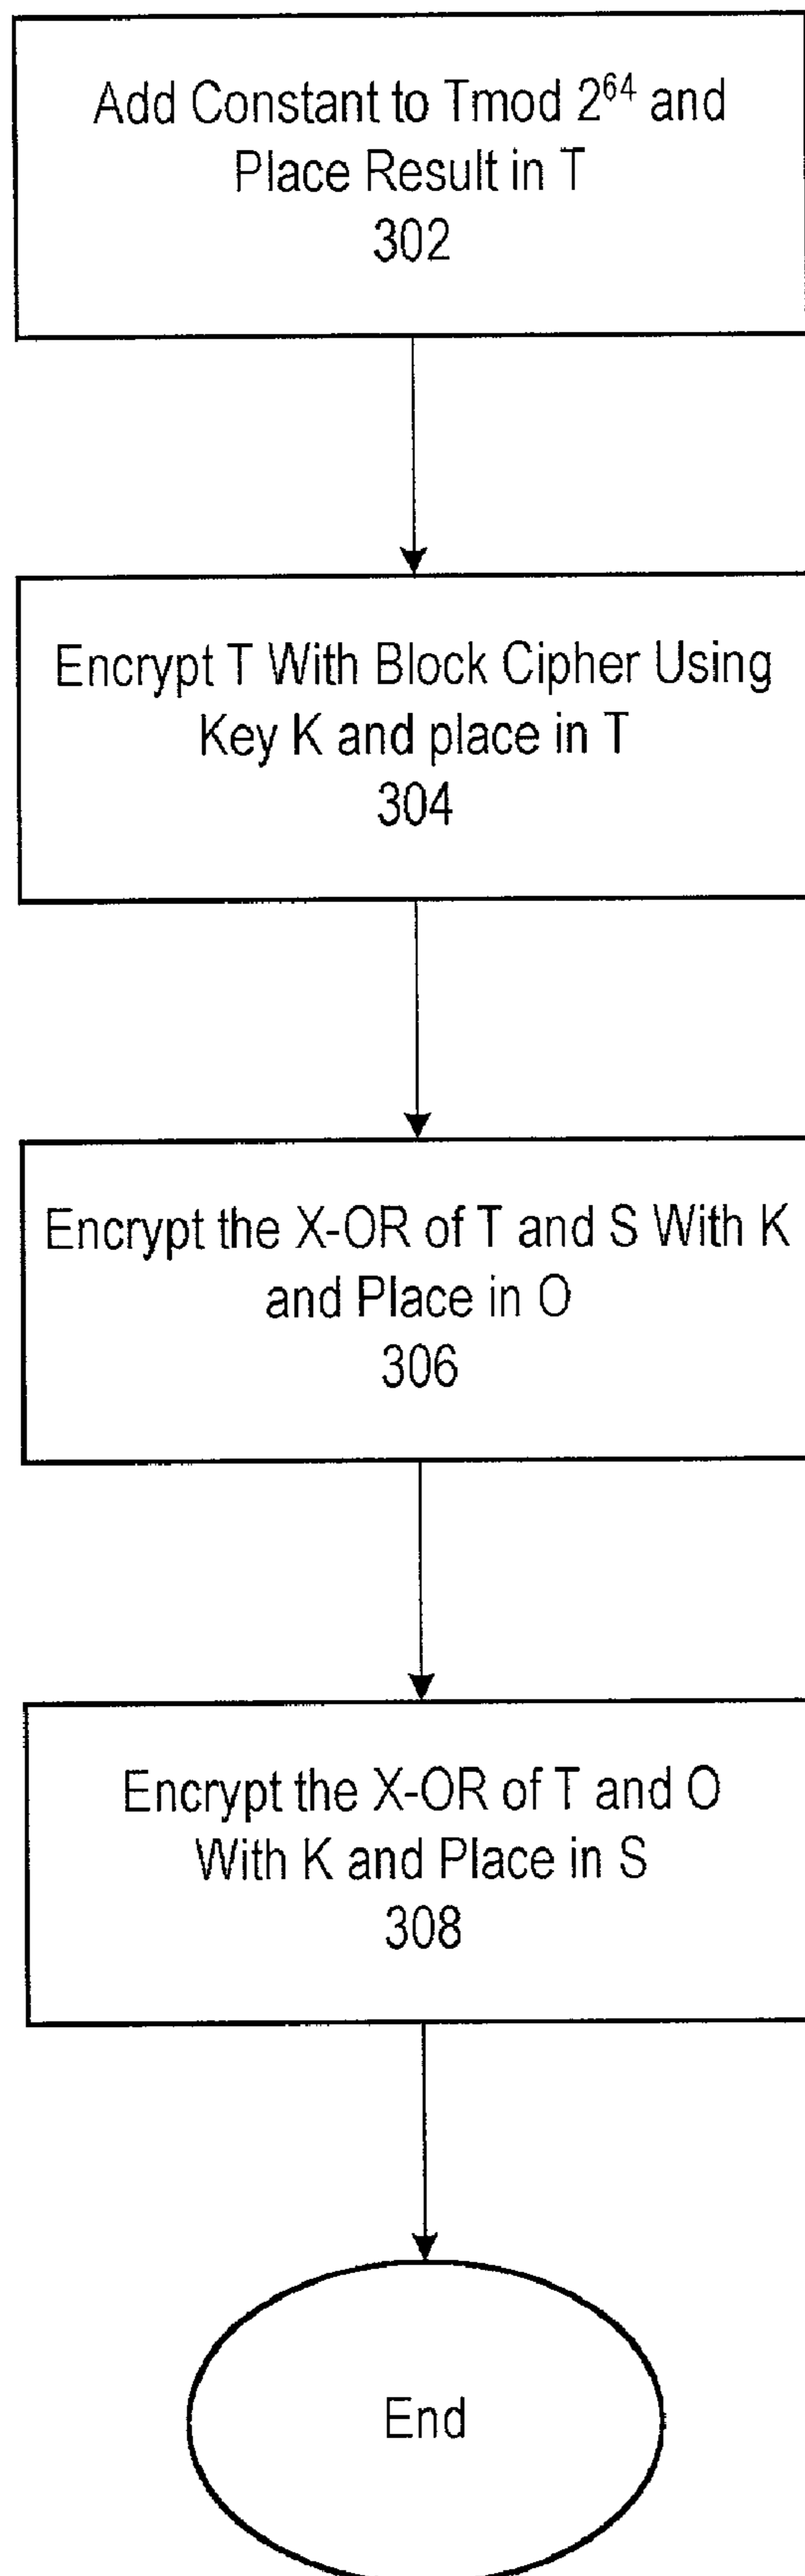 Add Constant to Tmod 2⁶⁴ and
Place Result in T
302
Encrypt T With Block Cipher Using
Key K and place in T
304
Encrypt the X-OR of T and S With K
and Place in O
306
Encrypt the X-OR of T and O
With K and Place in S
308
End